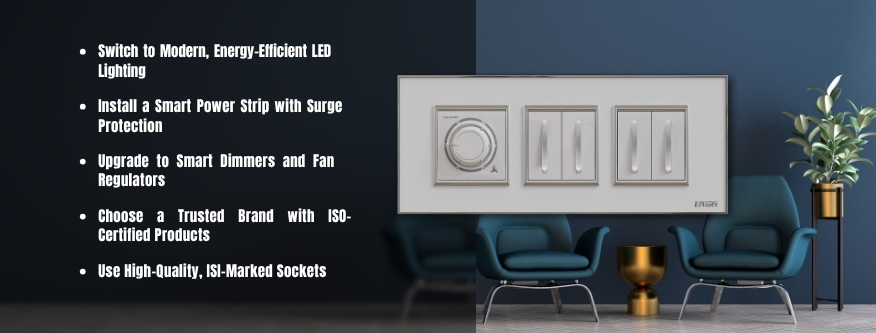 Switch to Modern, Energy-Efficient LED
Lighting
Install a Smart Power Strip with Surge
Protection
Upgrade to Smart Dimmers and Fan
Regulators
Choose a Trusted Brand with ISO-
Certified Products
Use High-Quality, ISI-Marked Sockets